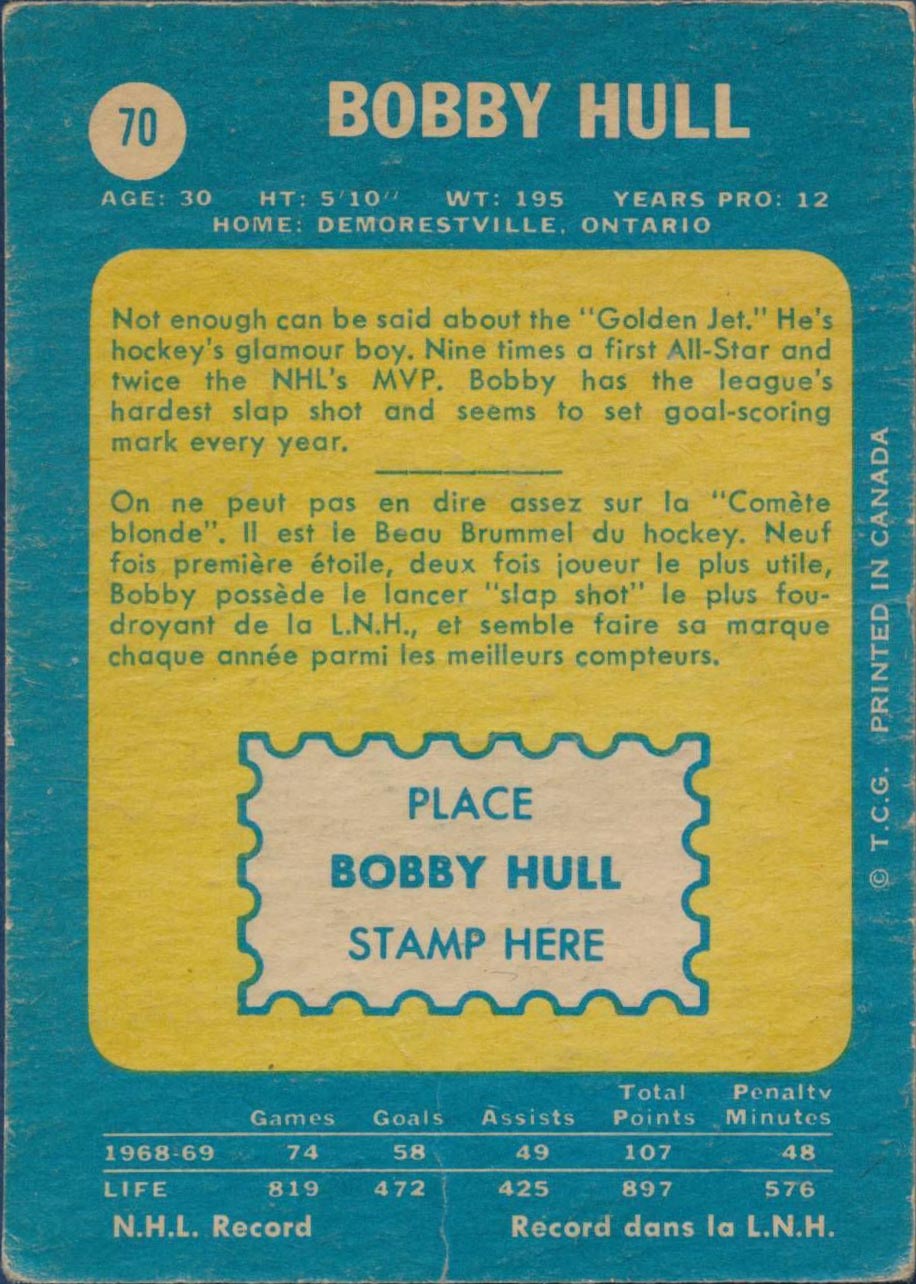 70
BOBBY HULL
AGE: 30 HT: 5'10" WT: 195 YEARS PRO: 12
HOME: DEMORESTVILLE, ONTARIO
Not enough can be said about the "Golden Jet." He's
hockey's glamour boy. Nine times a first All-Star and
twice the NHL's MVP. Bobby has the league's
hardest slap shot and seems to set goal-scoring
mark every year.
On ne peut pas en dire assez sur la "Comète
blonde". Il est le Beau Brummel du hockey. Neuf
fois première étoile, deux fois joueur le plus utile,
Bobby possède le lancer "slap shot" le plus fou-
droyant de la L.N.H., et semble faire sa marque
chaque année parmi les meilleurs compteurs.
PLACE
BOBBY HULL
STAMP HERE
© T.C.G. PRINTED IN CANADA
Total Penalty
Games Goals Assists Points Minutes
1968-69 74 58 49 107 48
LIFE 819 472 425 897 576
N.H.L. Record Record dans la L.N.H.